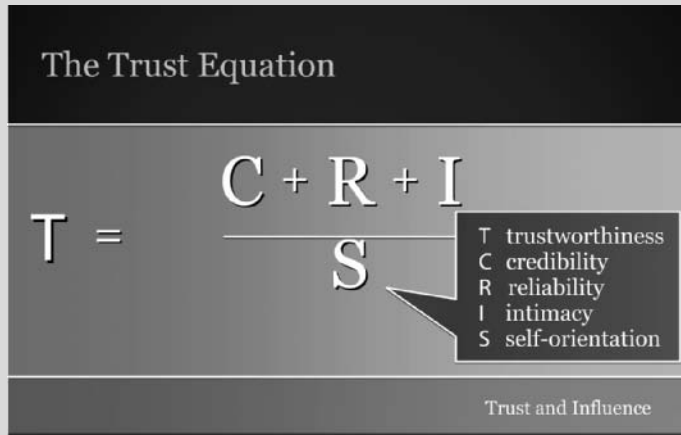 The Trust Equation
T = C + R + I
S
T trustworthiness
C credibility
R reliability
I intimacy
S self-orientation
Trust and Influence